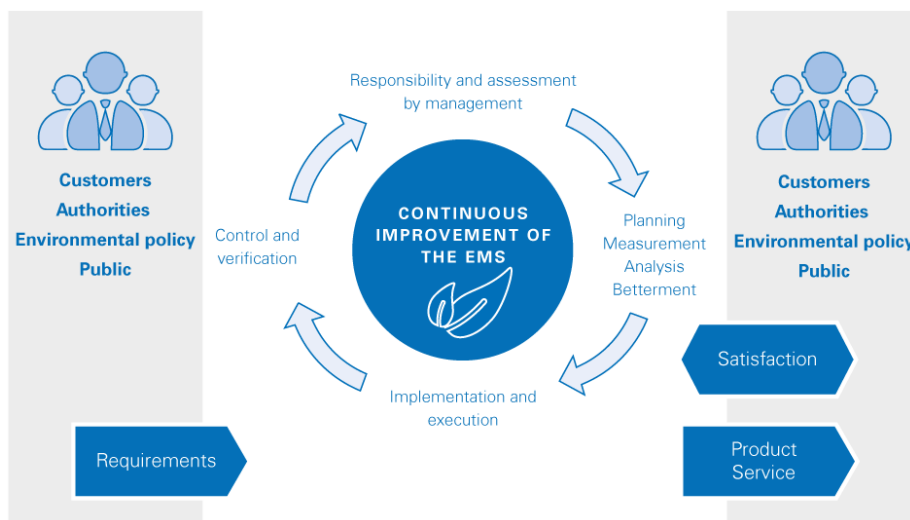 Customers
Authorities
Environmental policy
Public
Requirements
Responsibility and assessment
by management
Control and
verification
CONTINUOUS
IMPROVEMENT OF
THE EMS
Planning
Measurement
Analysis
Betterment
Implementation and
execution
Customers
Authorities
Environmental policy
Public
Satisfaction
Product
Service